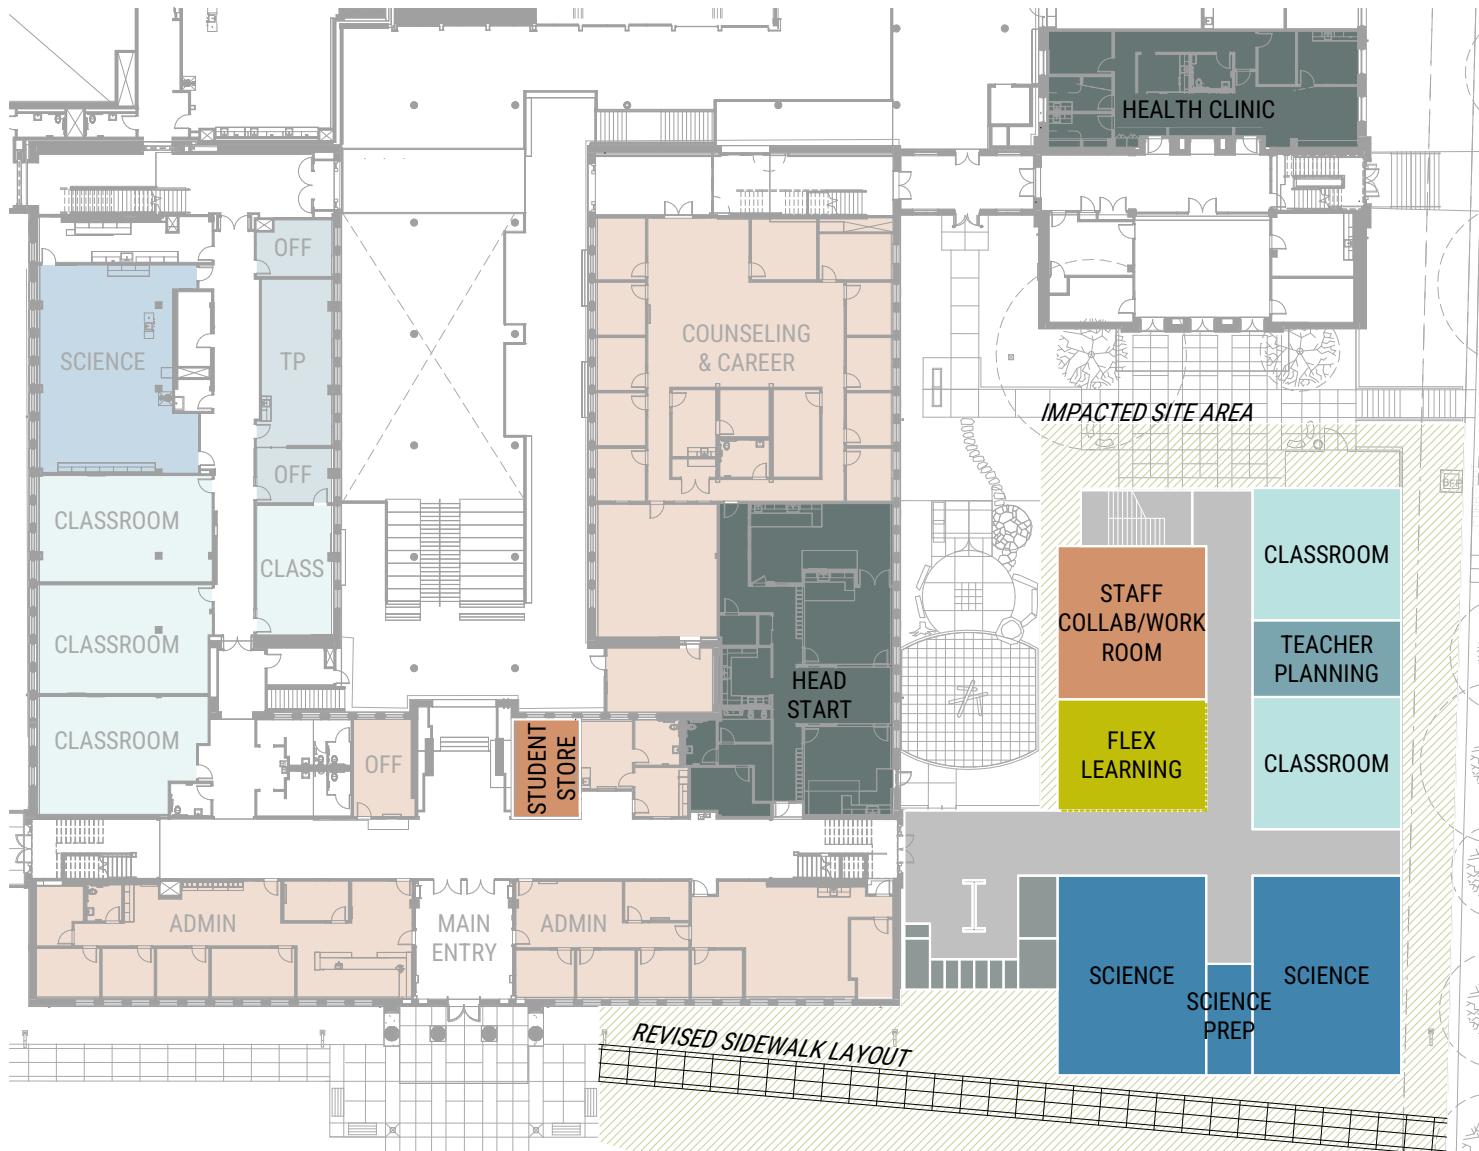 HEALTH CLINIC
OFF
SCIENCE
TP
COUNSELING
& CAREER
IMPACTED SITE AREA
OFF
BFP
CLASSROOM
CLASS
CLASSROOM
STAFF
COLLAB/WORK
ROOM
CLASSROOM
TEACHER
PLANNING
HEAD
START
CLASSROOM
OFF
STUDENT
STORE
FLEX
LEARNING
CLASSROOM
ADMIN
MAIN
ENTRY
ADMIN
SCIENCE
SCIENCE
PREP
SCIENCE
REVISED SIDEWALK LAYOUT